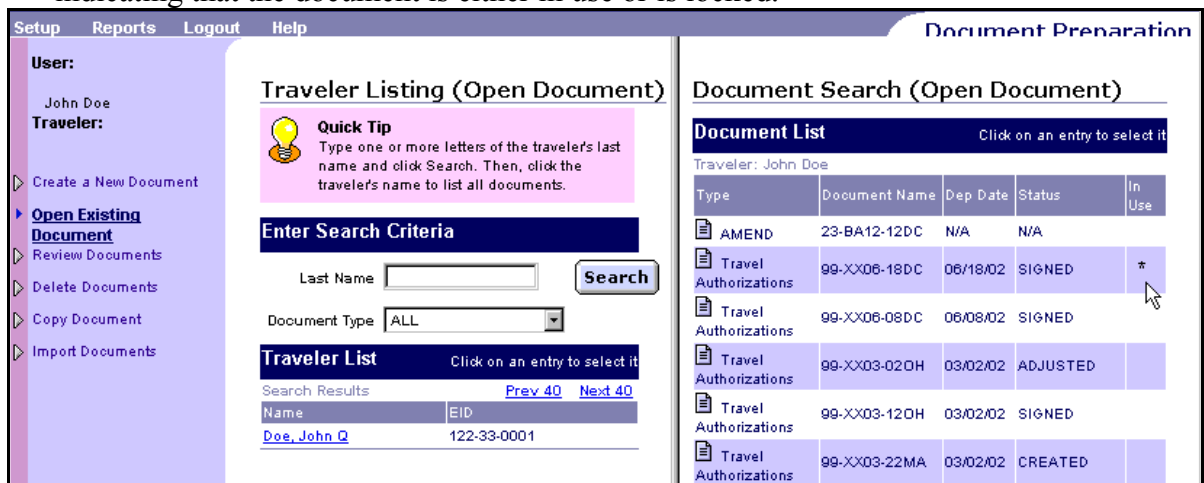 indicating that the document is either in use or is locked.
Setup Reports Logout Help
Document Preparation
User:
John Doe
Traveler:
Create a New Document
Open Existing
Document
Review Documents
Delete Documents
Copy Document
Import Documents
Traveler Listing (Open Document)
Quick Tip
Type one or more letters of the traveler's last
name and click Search. Then, click the
traveler's name to list all documents.
Enter Search Criteria
Last Name Search
Document Type ALL
Traveler List Click on an entry to select it
Search Results Prev 40 Next 40
Name EID
Doe, John Q 122-33-0001
Document Search (Open Document)
Document List Click on an entry to select it
Traveler: John Doe
Type Document Name Dep Date Status In Use
AMEND 23-BA12-12DC N/A N/A
Travel Authorizations 99-XX06-18DC 06/18/02 SIGNED *
Travel Authorizations 99-XX06-08DC 06/08/02 SIGNED
Travel Authorizations 99-XX03-02OH 03/02/02 ADJUSTED
Travel Authorizations 99-XX03-12OH 03/02/02 SIGNED
Travel Authorizations 99-XX03-22MA 03/02/02 CREATED